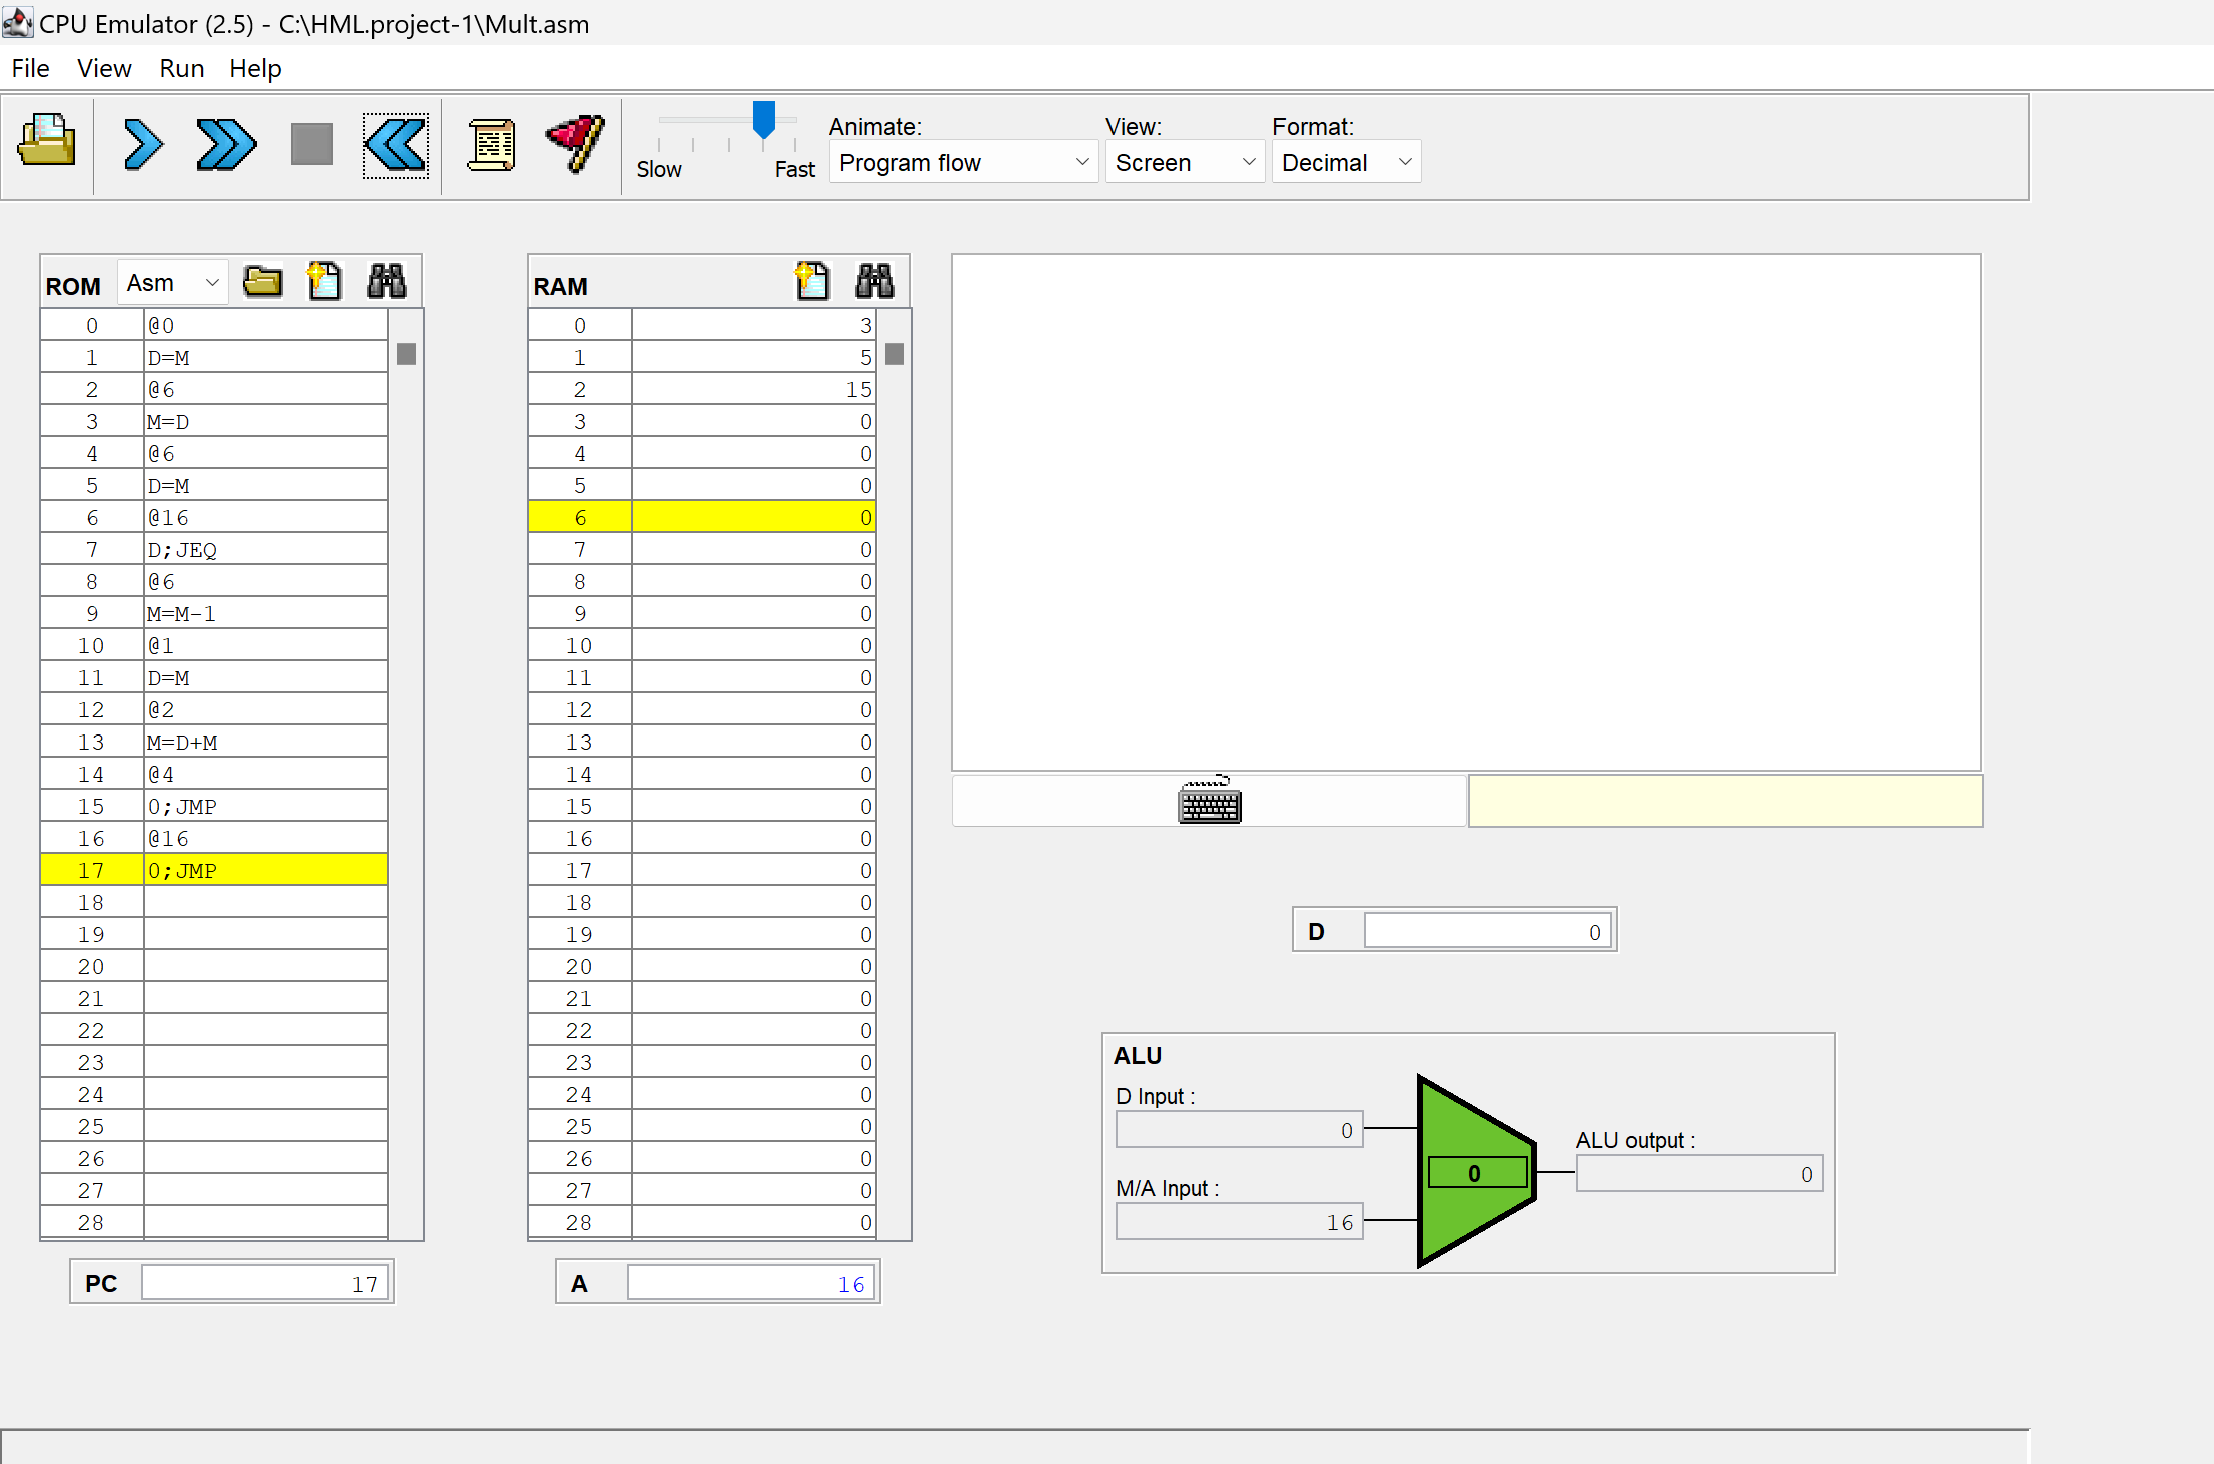 CPU Emulator (2.5) - C:\HML.project-1\Mult.asm
File View Run Help
Slow Fast
Animate: View: Format:
Program flow Screen Decimal
ROM Asm
0 @0
1 D=M
2 @6
3 M=D
4 @6
5 D=M
6 @16
7 D;JEQ
8 @6
9 M=M-1
10 @1
11 D=M
12 @2
13 M=D+M
14 @4
15 0;JMP
16 @16
17 0;JMP
18
19
20
21
22
23
24
25
26
27
28
PC 17
RAM
0 3
1 5
2 15
3 0
4 0
5 0
6 0
7 0
8 0
9 0
10 0
11 0
12 0
13 0
14 0
15 0
16 0
17 0
18 0
19 0
20 0
21 0
22 0
23 0
24 0
25 0
26 0
27 0
28 0
A 16
D 0
ALU
D Input :
0
M/A Input :
16
0
ALU output :
0